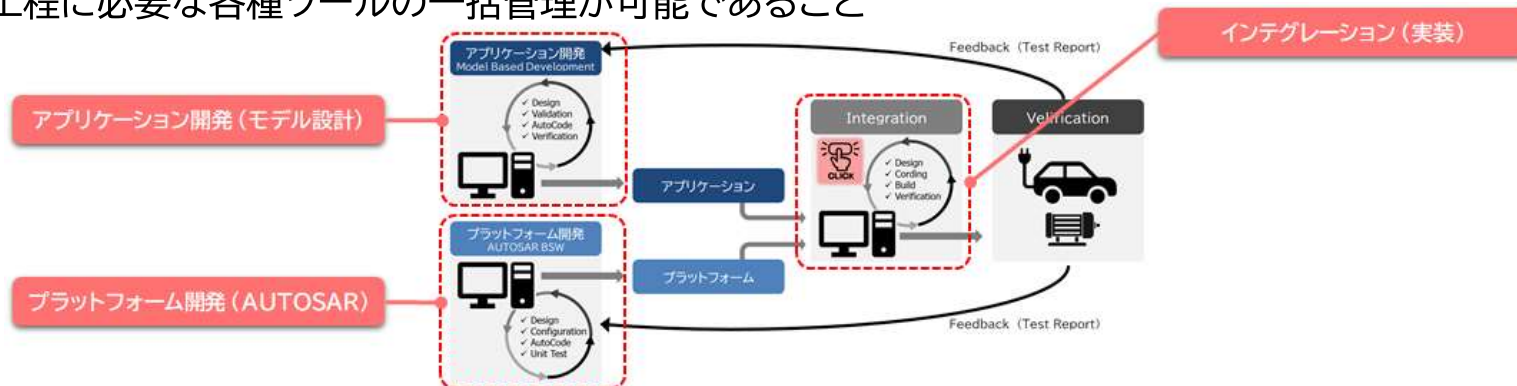 工程に必要な各種ツールの一括管理が可能であること
インテグレーション(実装)
アプリケーション開発
Model Based Development
Feedback (Test Report)
アプリケーション開発(モデル設計)
✓ Design
✓ Validation
✓ AutoCode
✓ Verification
Integration
Verification
CLICK
✓ Design
✓ Cording
✓ Build
✓ Verification
アプリケーション
プラットフォーム開発
AUTOSAR BSW
プラットフォーム
プラットフォーム開発(AUTOSAR)
✓ Design
✓ Configuration
✓ AutoCode
✓ Unit Test
Feedback (Test Report)